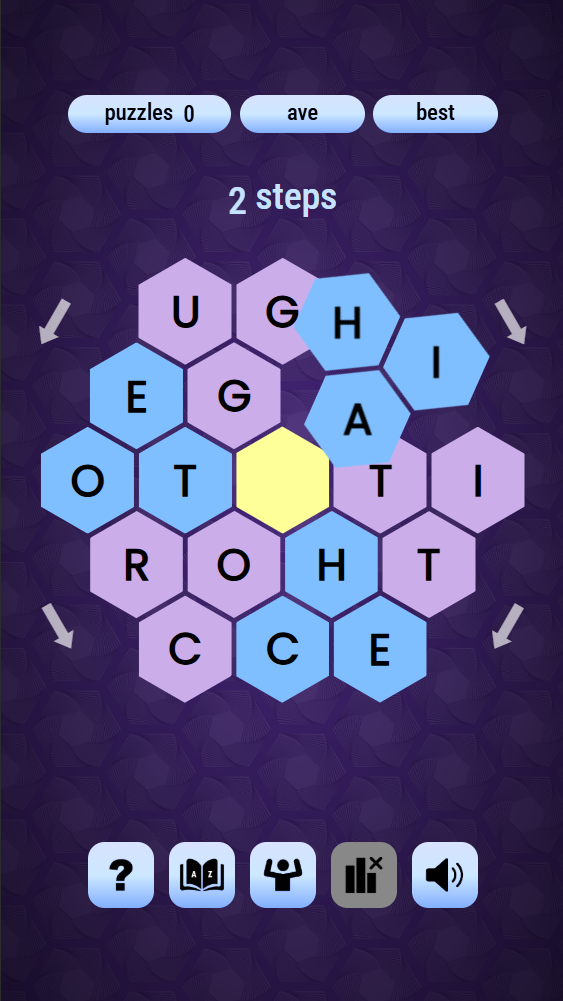 puzzles 0 ave best
2 steps
U G H
I
E G A
O T T I
R O H T
C C E
? A Z